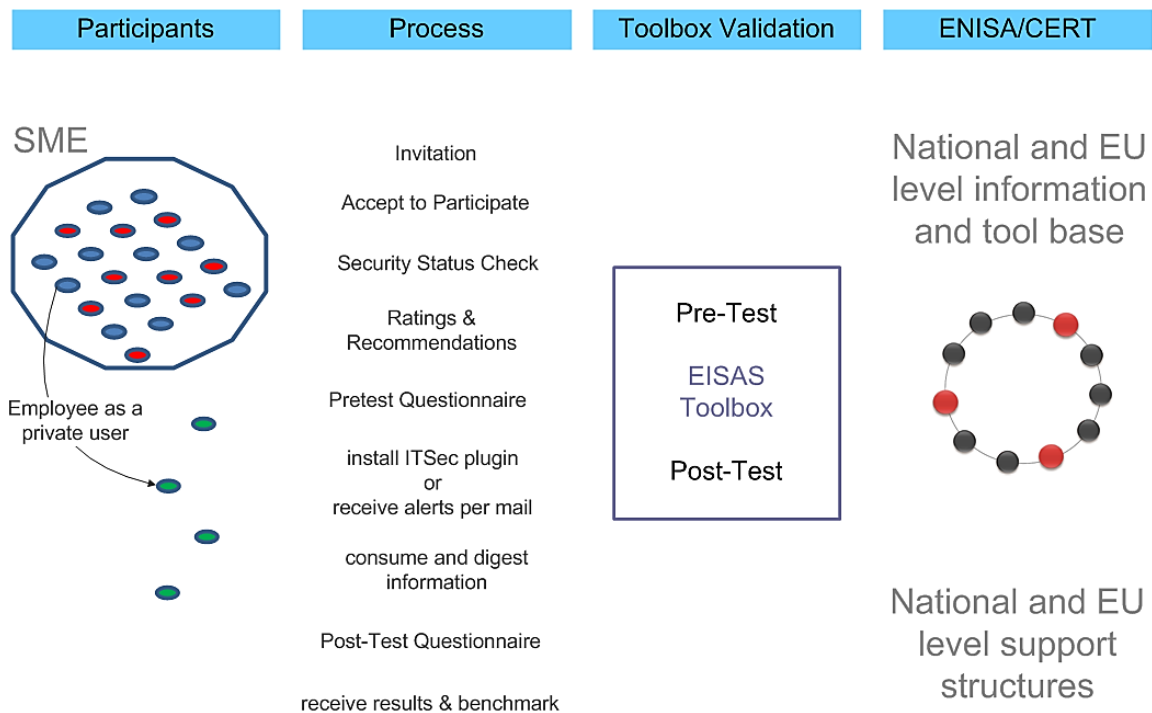 Participants
Process
Toolbox Validation
ENISA/CERT
SME
Employee as a
private user
Invitation
Accept to Participate
Security Status Check
Ratings &
Recommendations
Pretest Questionnaire
install ITSec plugin
or
receive alerts per mail
consume and digest
information
Post-Test Questionnaire
receive results & benchmark
Pre-Test
EISAS
Toolbox
Post-Test
National and EU
level information
and tool base
National and EU
level support
structures